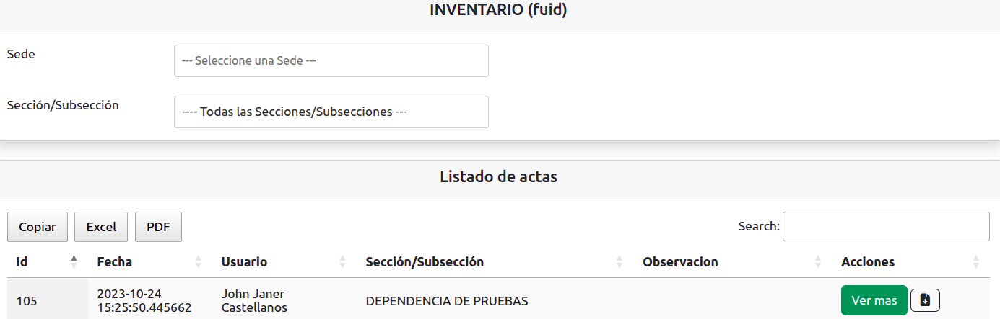 INVENTARIO (fuid)
Sede
--- Seleccione una Sede ---
Sección/Subsección
---- Todas las Secciones/Subsecciones ---
Listado de actas
Copiar Excel PDF Search:
Id Fecha Usuario Sección/Subsección Observacion Acciones
105 2023-10-24 15:25:50.445662 John Janer Castellanos DEPENDENCIA DE PRUEBAS Ver mas